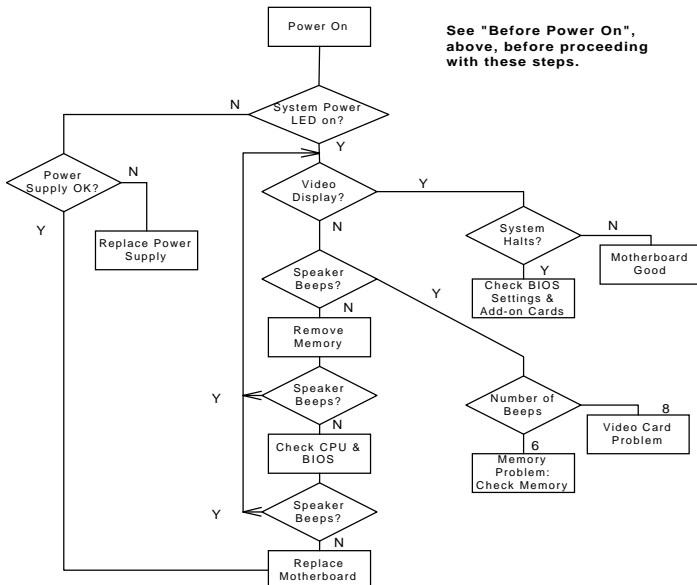 Power On
See "Before Power On",
above, before proceeding
with these steps.
N
System Power
LED on?
Y
Power
Supply OK?
N
Y
Replace Power
Supply
Video
Display?
Y
N
System
Halts?
N
Y
Motherboard
Good
Check BIOS
Settings &
Add-on Cards
Speaker
Beeps?
Y
N
Remove
Memory
Speaker
Beeps?
Y
N
Number of
Beeps
8
Video Card
Problem
6
Memory
Problem:
Check Memory
Check CPU &
BIOS
Speaker
Beeps?
Y
N
Replace
Motherboard